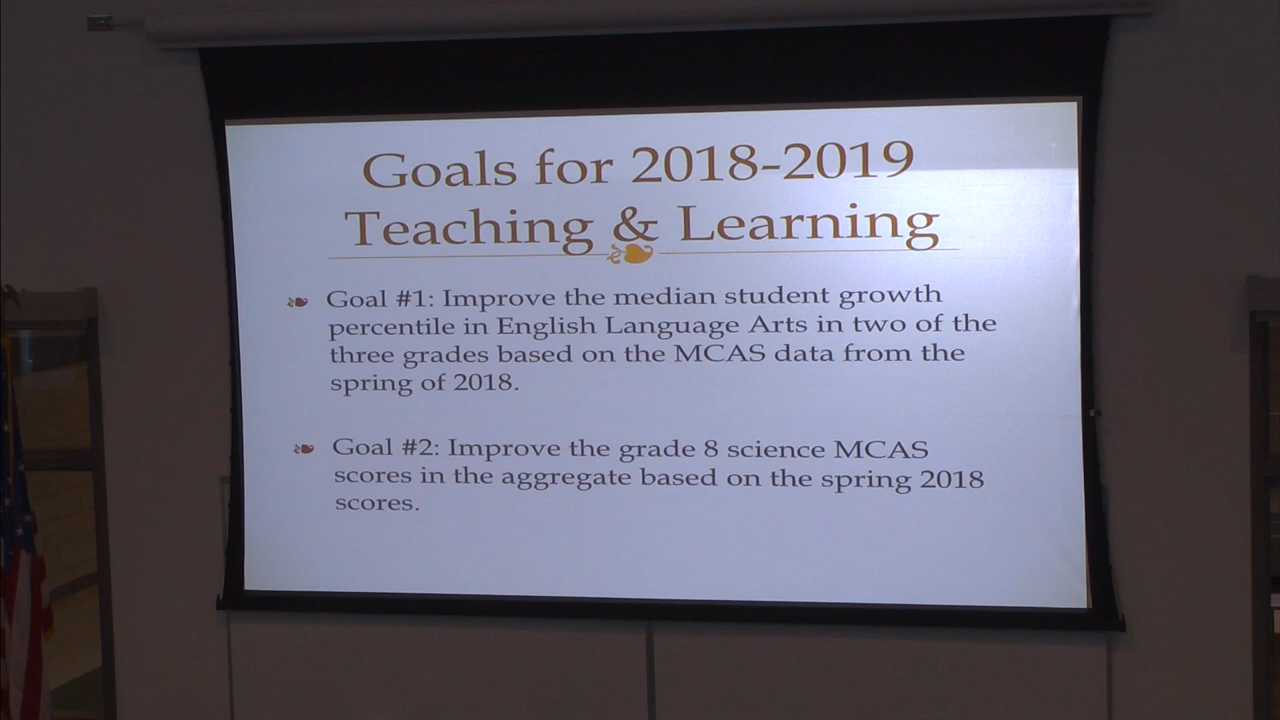 Goals for 2018-2019
Teaching & Learning
Goal #1: Improve the median student growth
percentile in English Language Arts in two of the
three grades based on the MCAS data from the
spring of 2018.
Goal #2: Improve the grade 8 science MCAS
scores in the aggregate based on the spring 2018
scores.